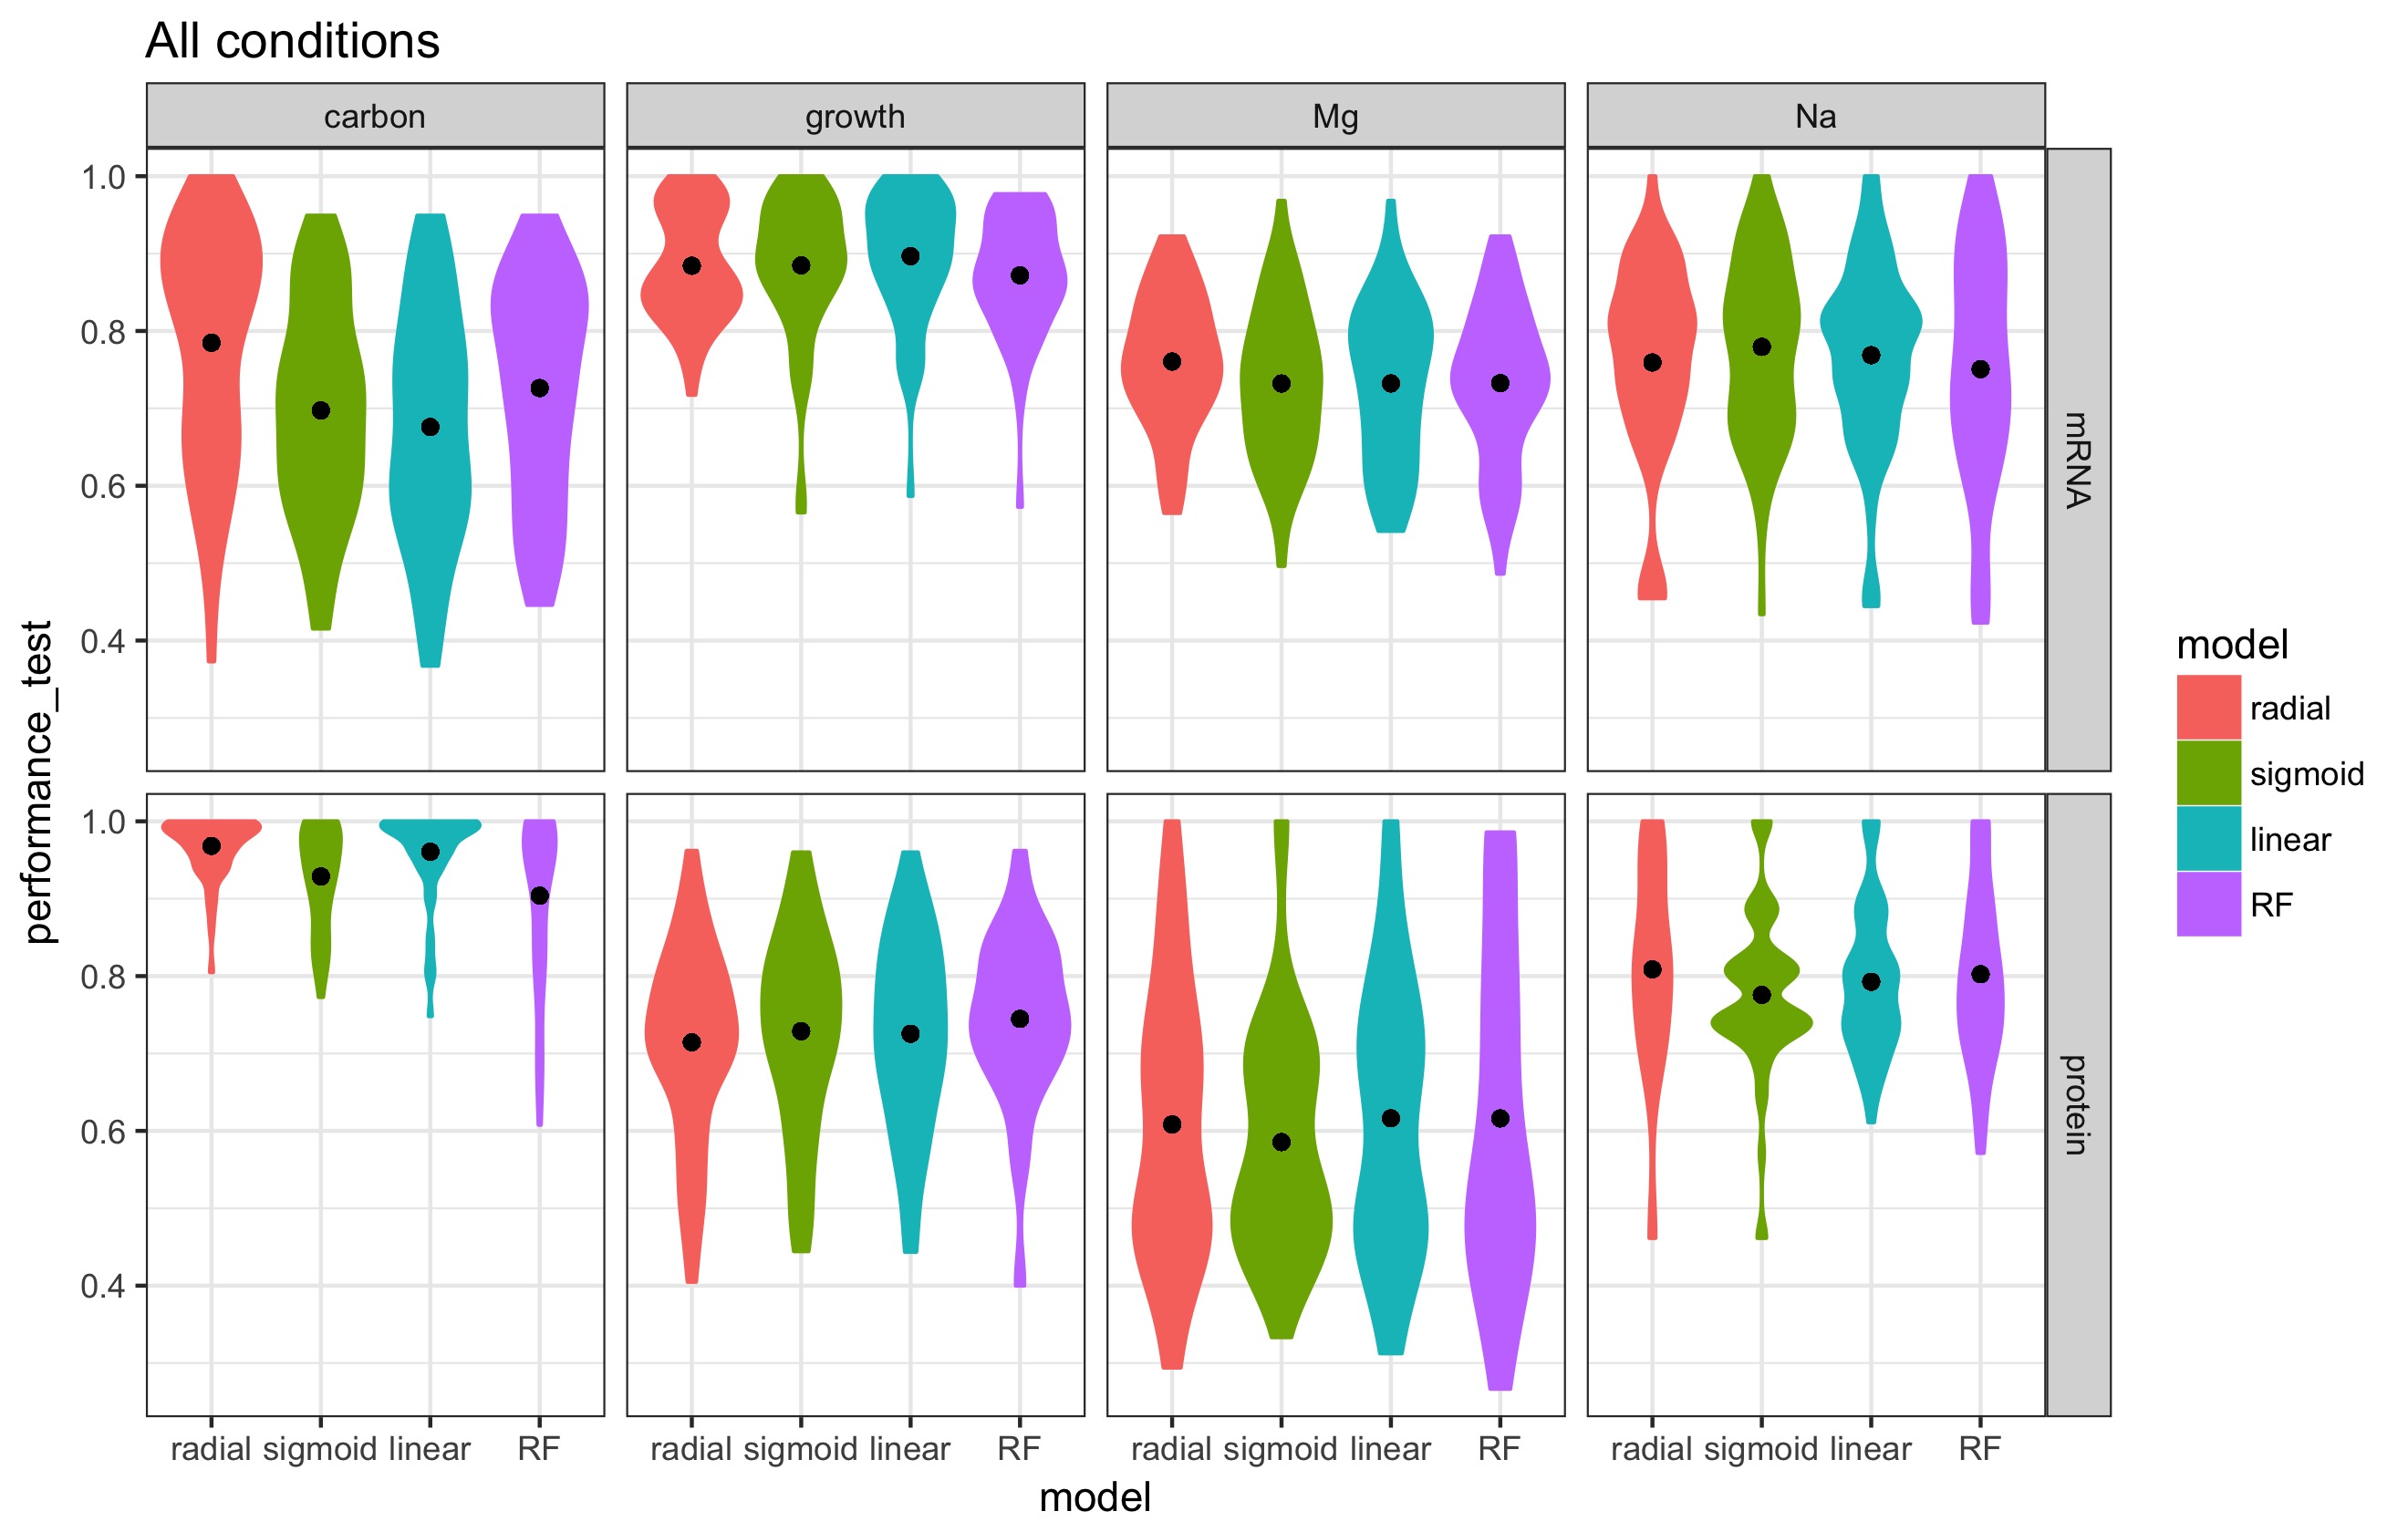 All conditions
carbon growth Mg Na
1.0
0.8
0.6
0.4
mRNA
1.0
0.8
0.6
0.4
protein
performance_test
radial sigmoid linear RF radial sigmoid linear RF radial sigmoid linear RF radial sigmoid linear RF
model
model
radial
sigmoid
linear
RF